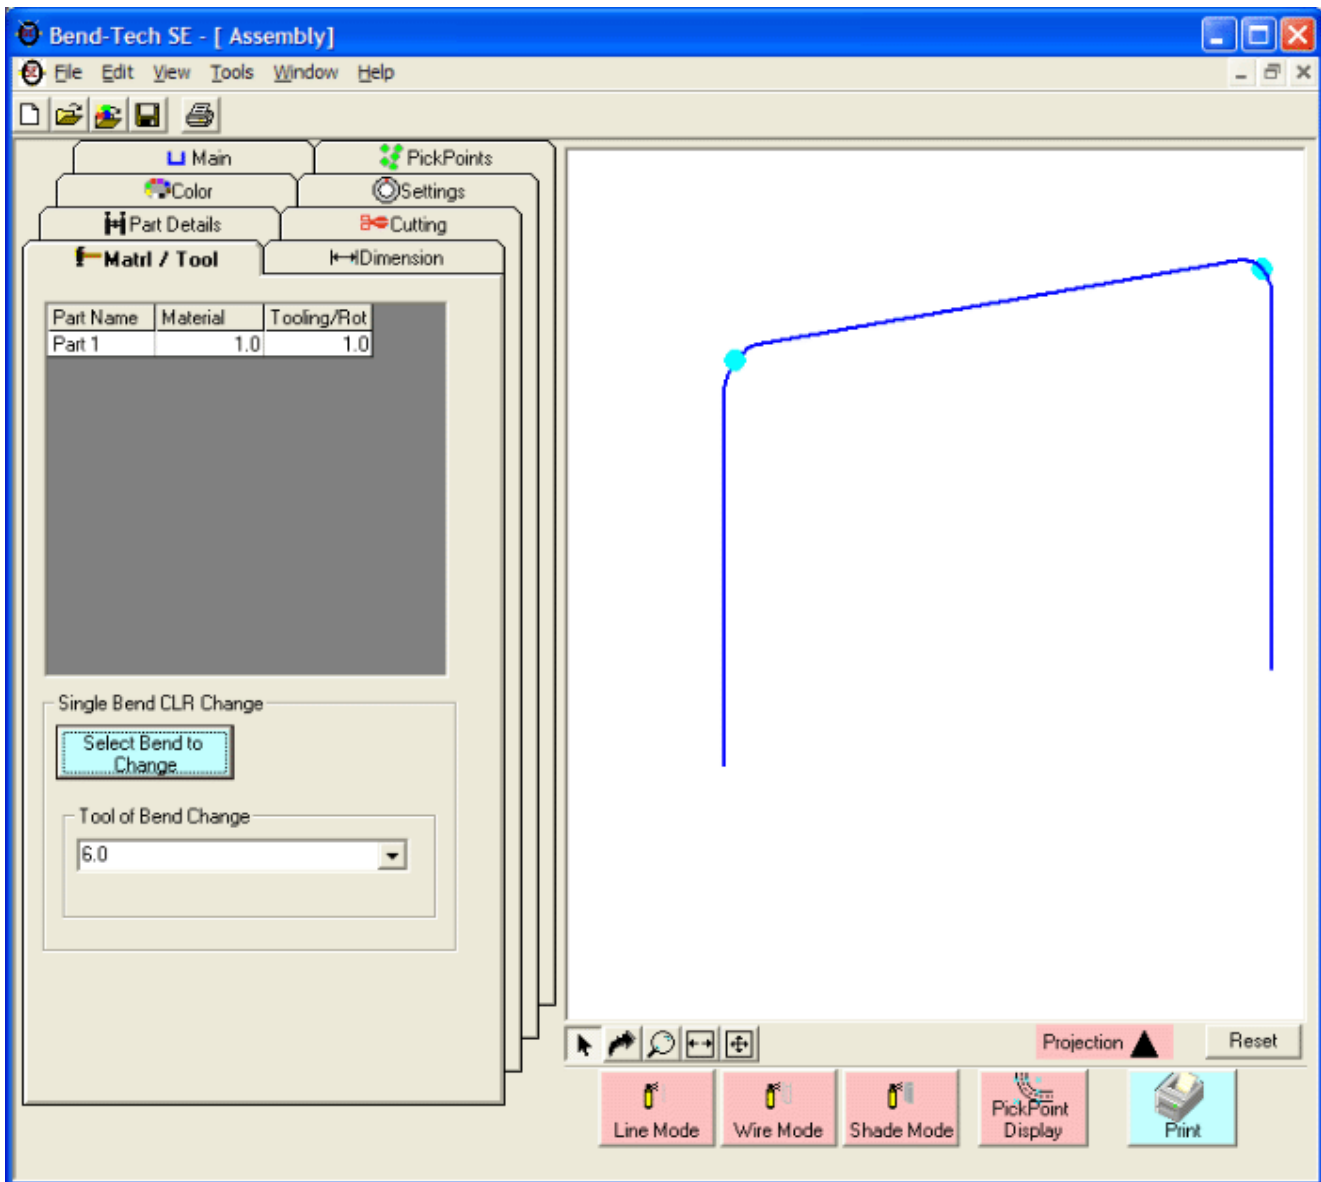 Bend-Tech SE - [ Assembly]
File Edit View Tools Window Help
Main PickPoints
Color Settings
Part Details Cutting
Matrl / Tool Dimension
Part Name Material Tooling/Rot
Part 1 1.0 1.0
Single Bend CLR Change
Select Bend to
Change
Tool of Bend Change
6.0
Projection Reset
Line Mode Wire Mode Shade Mode PickPoint
Display Print